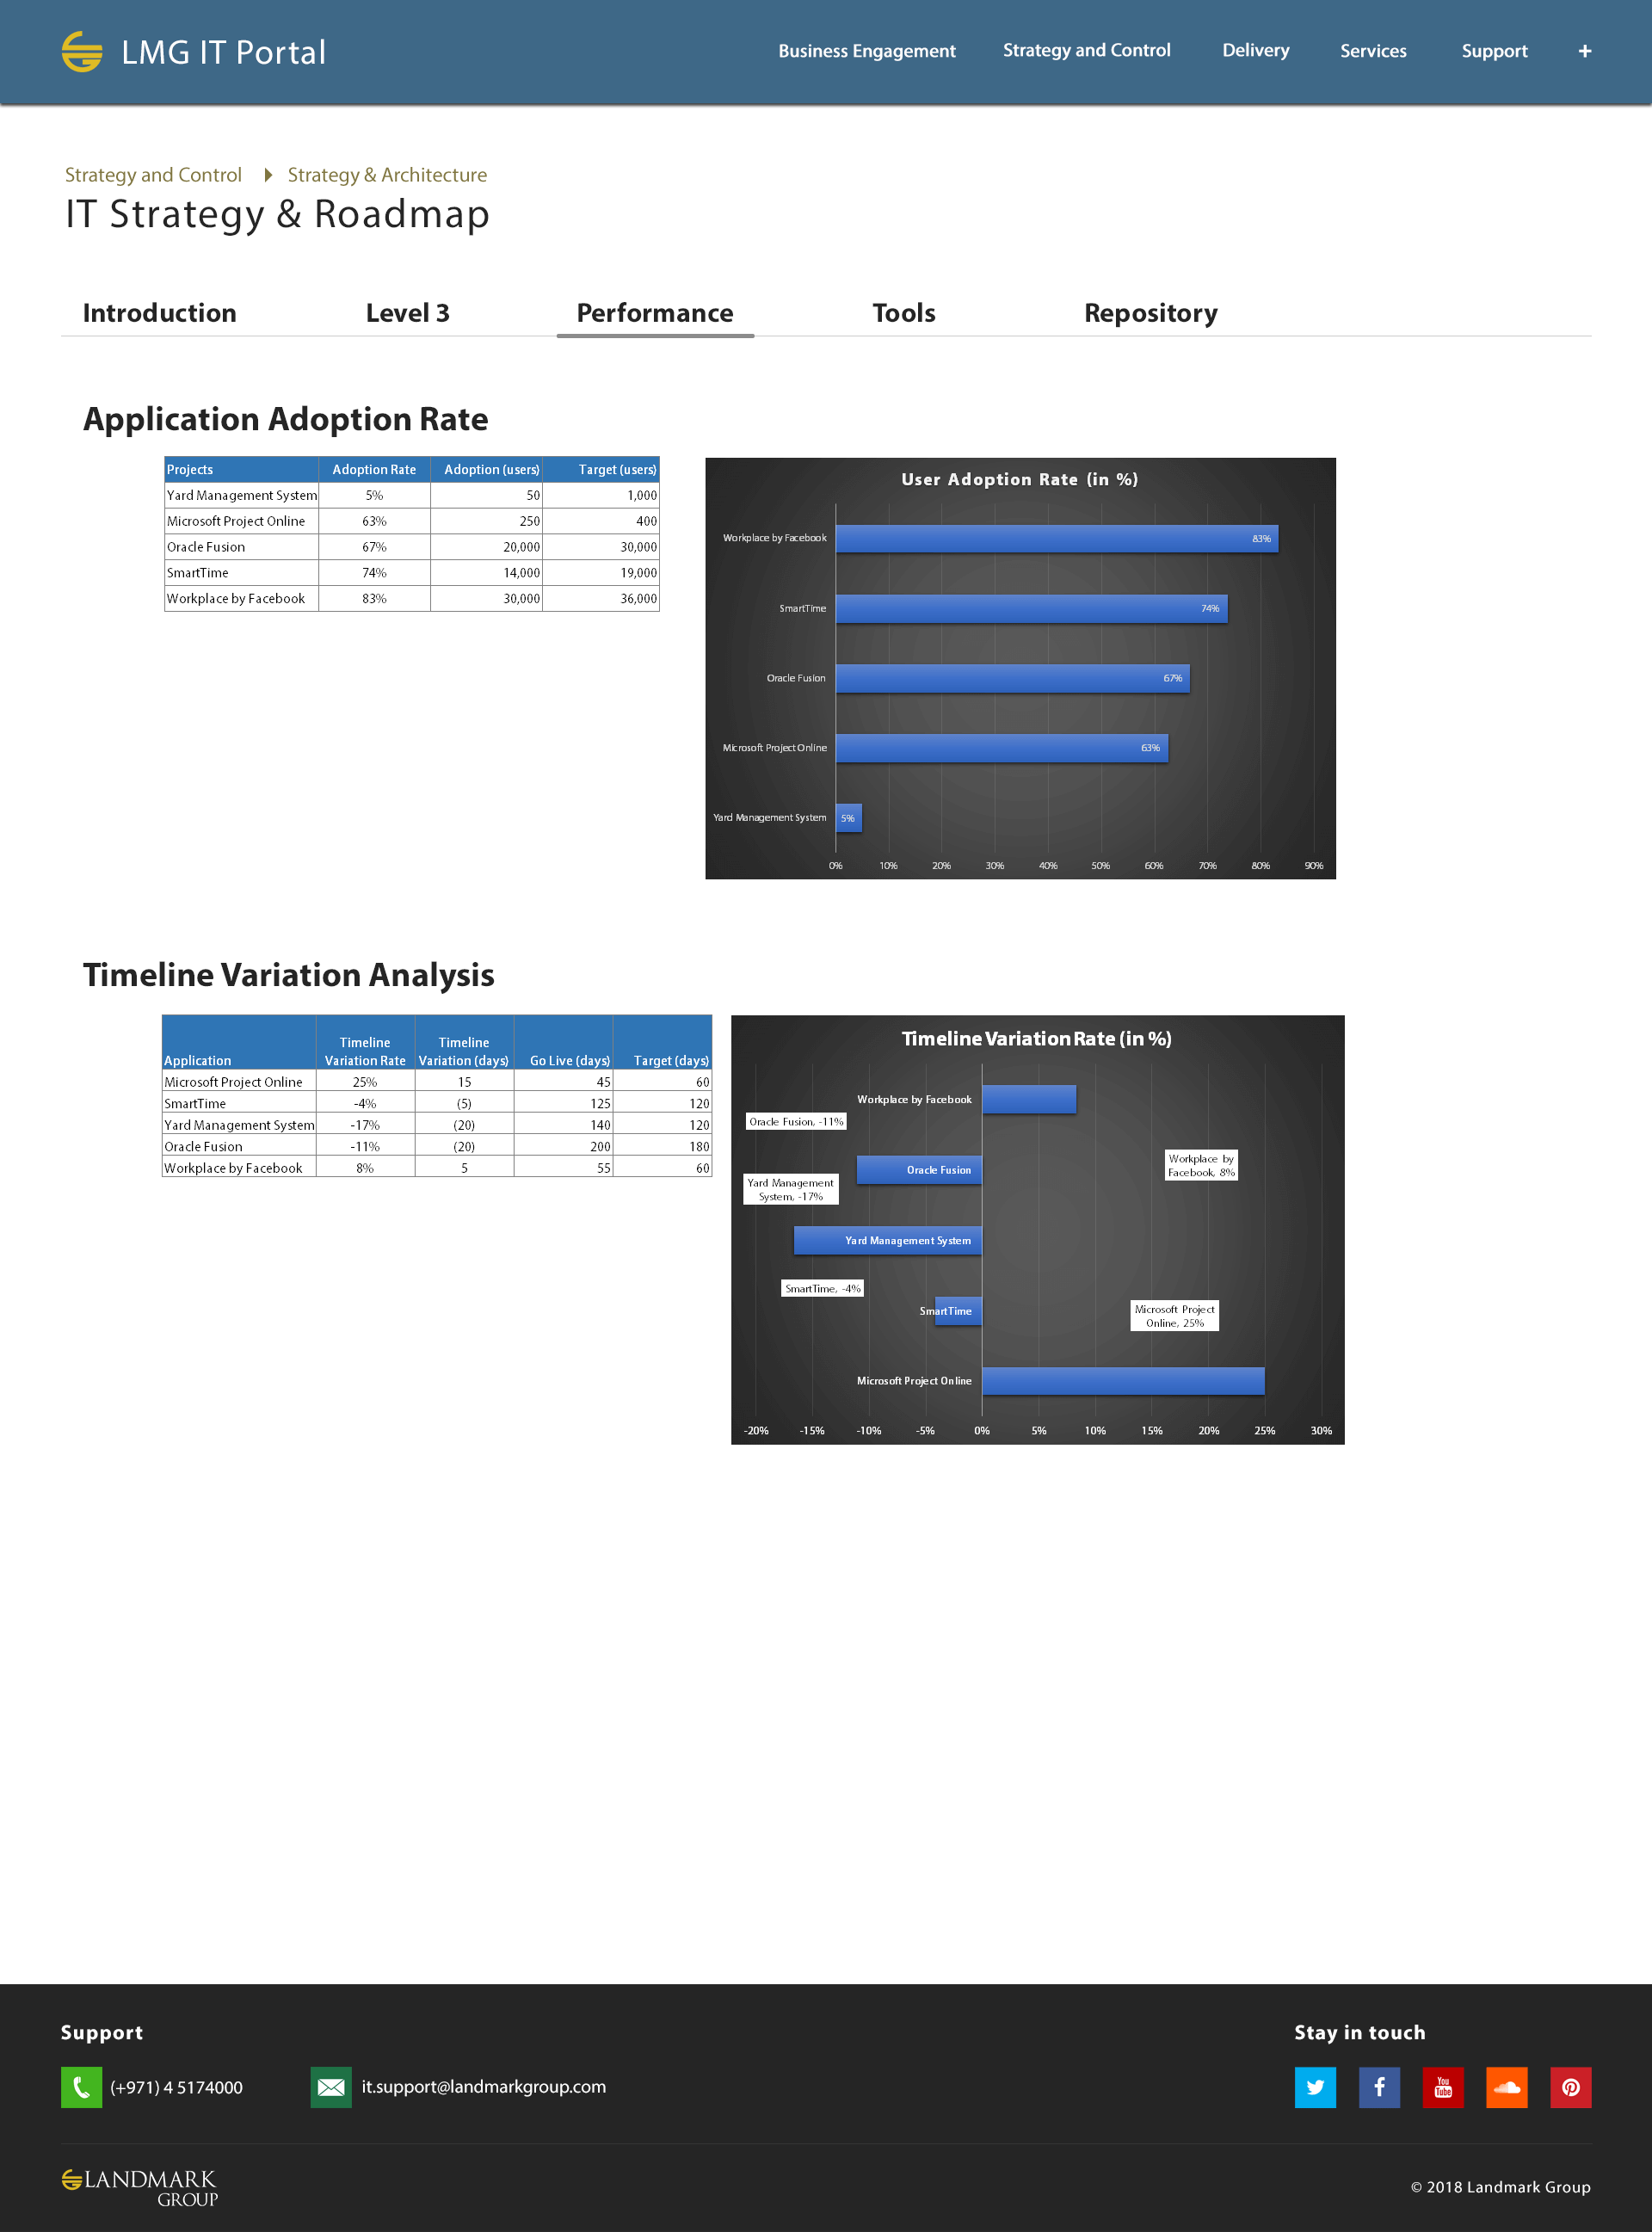 LMG IT Portal
Business Engagement Strategy and Control Delivery Services Support +
Strategy and Control Strategy & Architecture
IT Strategy & Roadmap
Introduction Level 3 Performance Tools Repository
Application Adoption Rate
Projects Adoption Rate Adoption (users) Target (users)
Yard Management System 5% 50 1,000
Microsoft Project Online 63% 250 400
Oracle Fusion 67% 20,000 30,000
SmartTime 74% 14,000 19,000
Workplace by Facebook 83% 30,000 36,000
User Adoption Rate (in %)
Workplace by Facebook 83%
SmartTime 74%
Oracle Fusion 67%
Microsoft Project Online 63%
Yard Management System 5%
0% 10% 20% 30% 40% 50% 60% 70% 80% 90%
Timeline Variation Analysis
Timeline Timeline
Application Variation Rate Variation (days) Go Live (days) Target (days)
Microsoft Project Online 25% 15 45 60
SmartTime -4% (5) 125 120
Yard Management System -17% (20) 140 120
Oracle Fusion -11% (20) 200 180
Workplace by Facebook 8% 5 55 60
Timeline Variation Rate (in %)
Workplace by Facebook
Oracle Fusion, -11%
Workplace by
Facebook, 8%
Oracle Fusion
Yard Management
System, -17%
Yard Management System
SmartTime, -4%
SmartTime
Microsoft Project
Online, 25%
Microsoft Project Online
-20% -15% -10% -5% 0% 5% 10% 15% 20% 25% 30%
Support
(+971) 4 5174000 it.support@landmarkgroup.com
Stay in touch
You
Tube
LANDMARK
GROUP
© 2018 Landmark Group